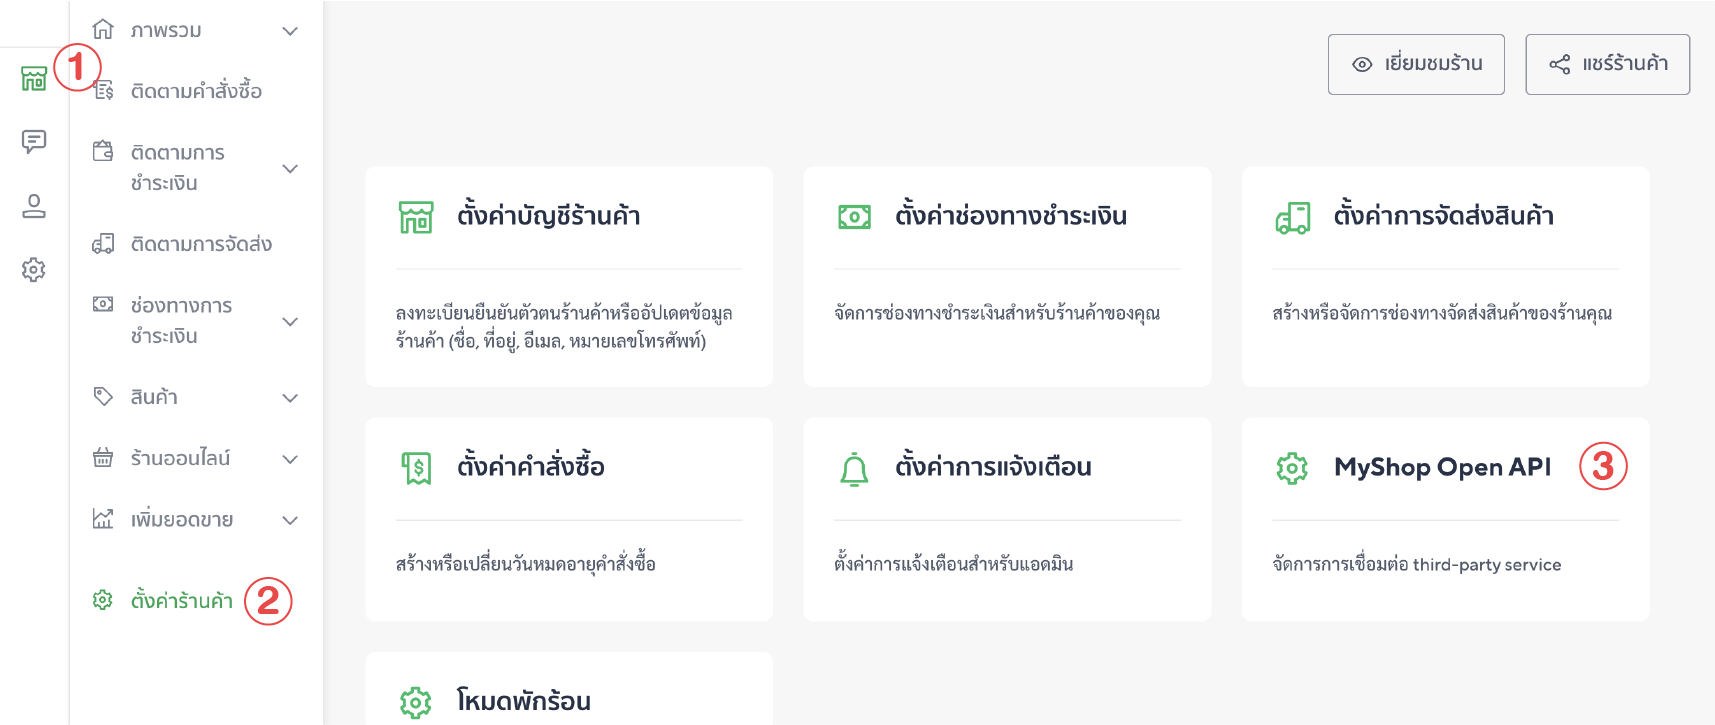 1
ภาพรวม
ติดตามคำสั่งซื้อ
ติดตามการ
ชำระเงิน
ติดตามการจัดส่ง
ช่องทางการ
ชำระเงิน
สินค้า
ร้านออนไลน์
เพิ่มยอดขาย
ตั้งค่าร้านค้า 2
เยี่ยมชมร้าน
แชร์ร้านค้า
ตั้งค่าบัญชีร้านค้า
ลงทะเบียนยืนยันตัวตนร้านค้าหรืออัปเดตข้อมูล
ร้านค้า (ชื่อ, ที่อยู่, อีเมล, หมายเลขโทรศัพท์)
ตั้งค่าช่องทางชำระเงิน
จัดการช่องทางชำระเงินสำหรับร้านค้าของคุณ
ตั้งค่าการจัดส่งสินค้า
สร้างหรือจัดการช่องทางจัดส่งสินค้าของร้านคุณ
ตั้งค่าคำสั่งซื้อ
สร้างหรือเปลี่ยนวันหมดอายุคำสั่งซื้อ
ตั้งค่าการแจ้งเตือน
ตั้งค่าการแจ้งเตือนสำหรับแอดมิน
MyShop Open API 3
จัดการการเชื่อมต่อ third-party service
โหมดพักร้อน